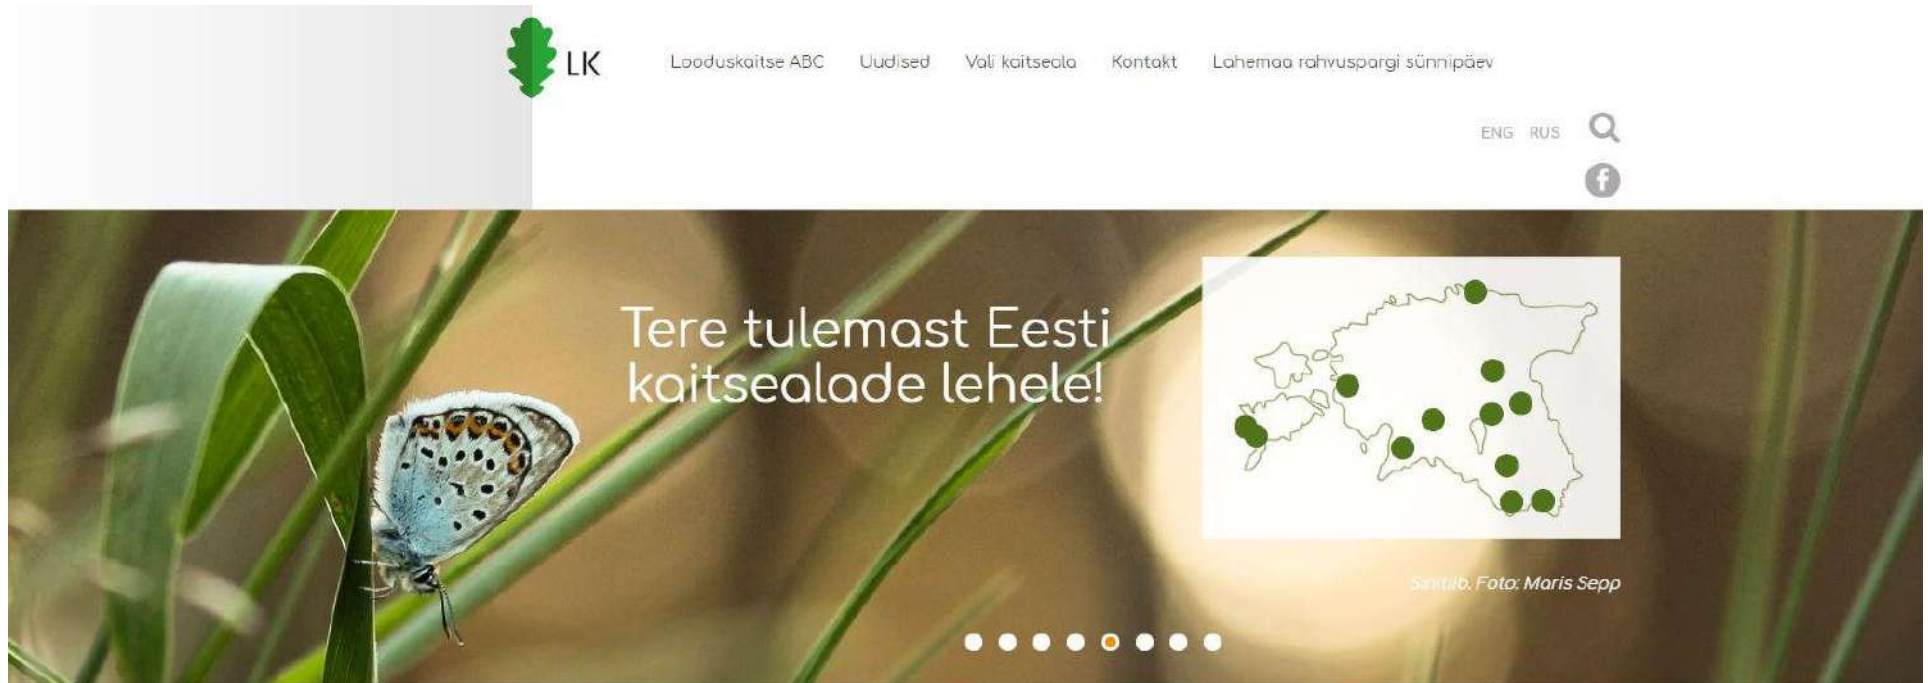 LK
Looduskaitse ABC Uudised Vali kaitseala Kontakt Lahemaa rahvuspargi sünnipäev
ENG RUS
Tere tulemast Eesti
kaitsealade lehele!
Foto: Maris Sepp